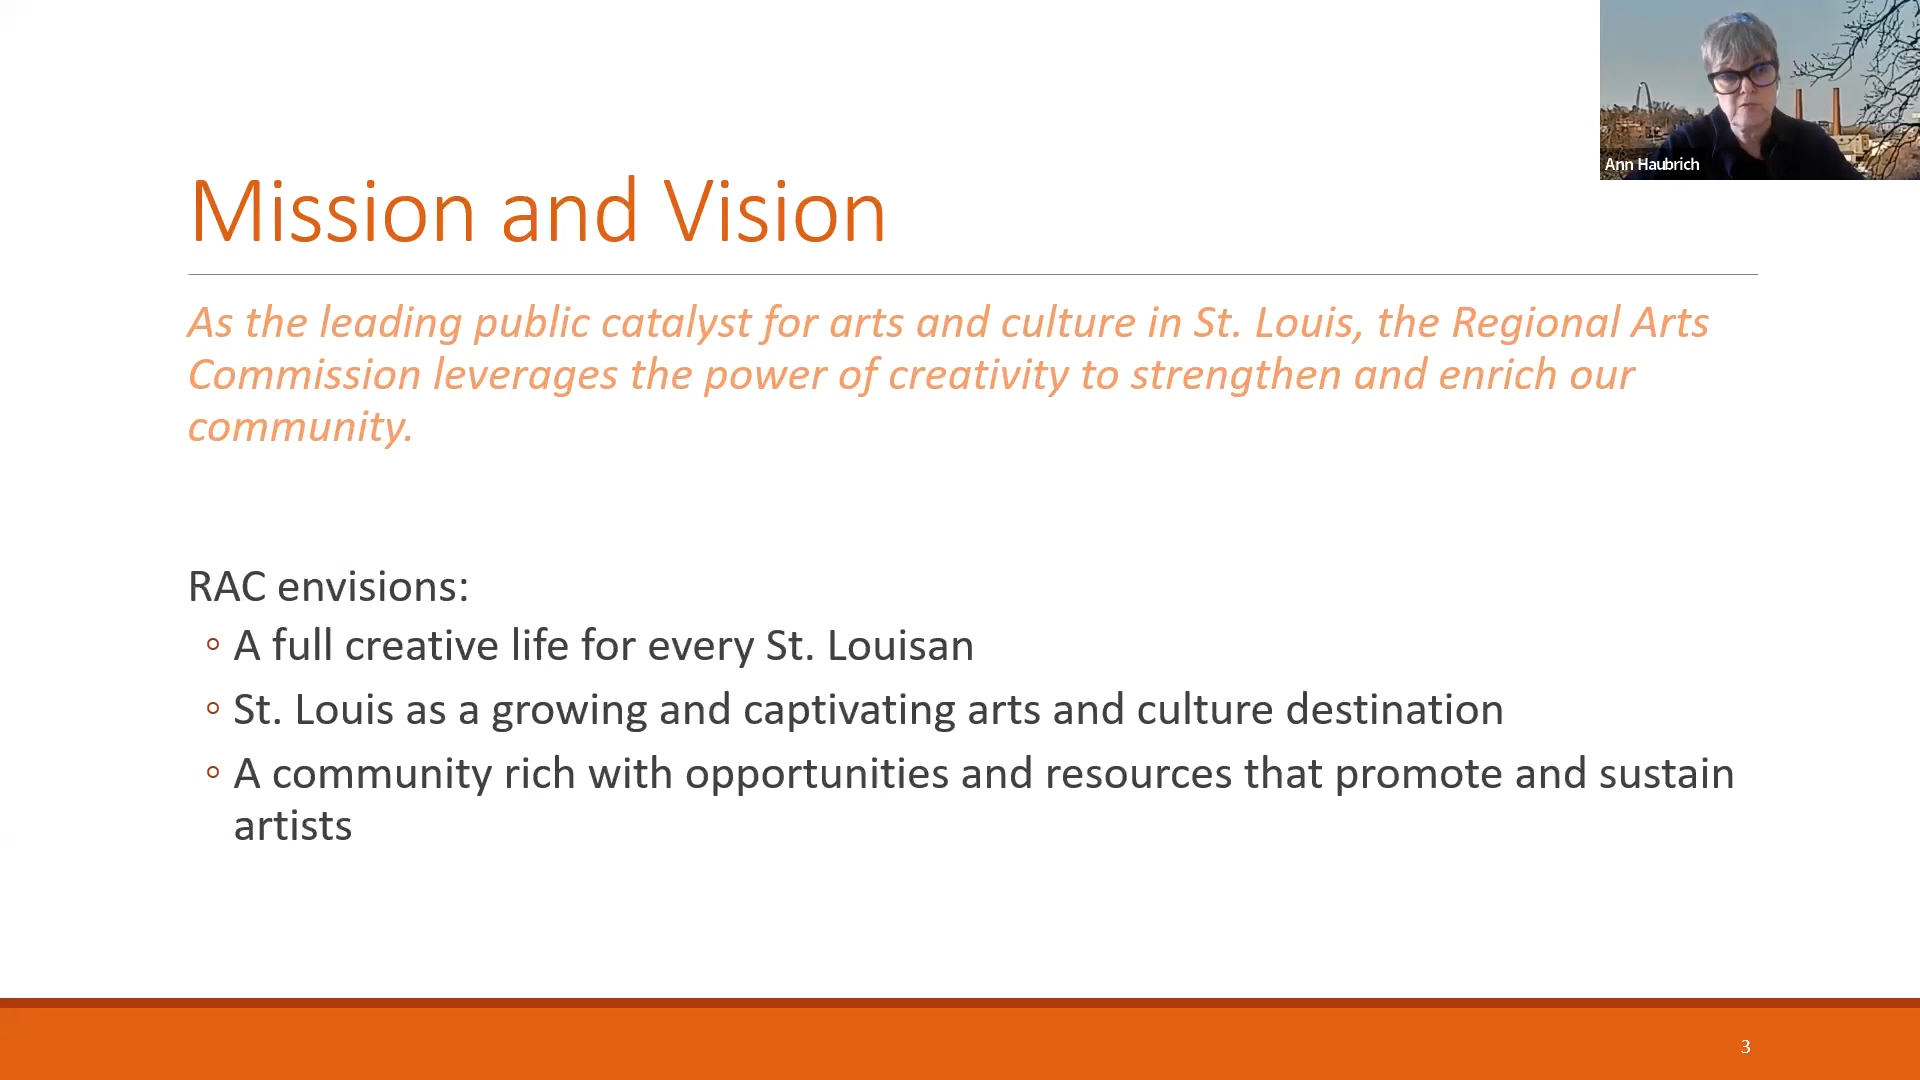 Ann Haubrich
Mission and Vision
As the leading public catalyst for arts and culture in St. Louis, the Regional Arts
Commission leverages the power of creativity to strengthen and enrich our
community.
RAC envisions:
◦ A full creative life for every St. Louisan
◦ St. Louis as a growing and captivating arts and culture destination
◦ A community rich with opportunities and resources that promote and sustain
artists
3